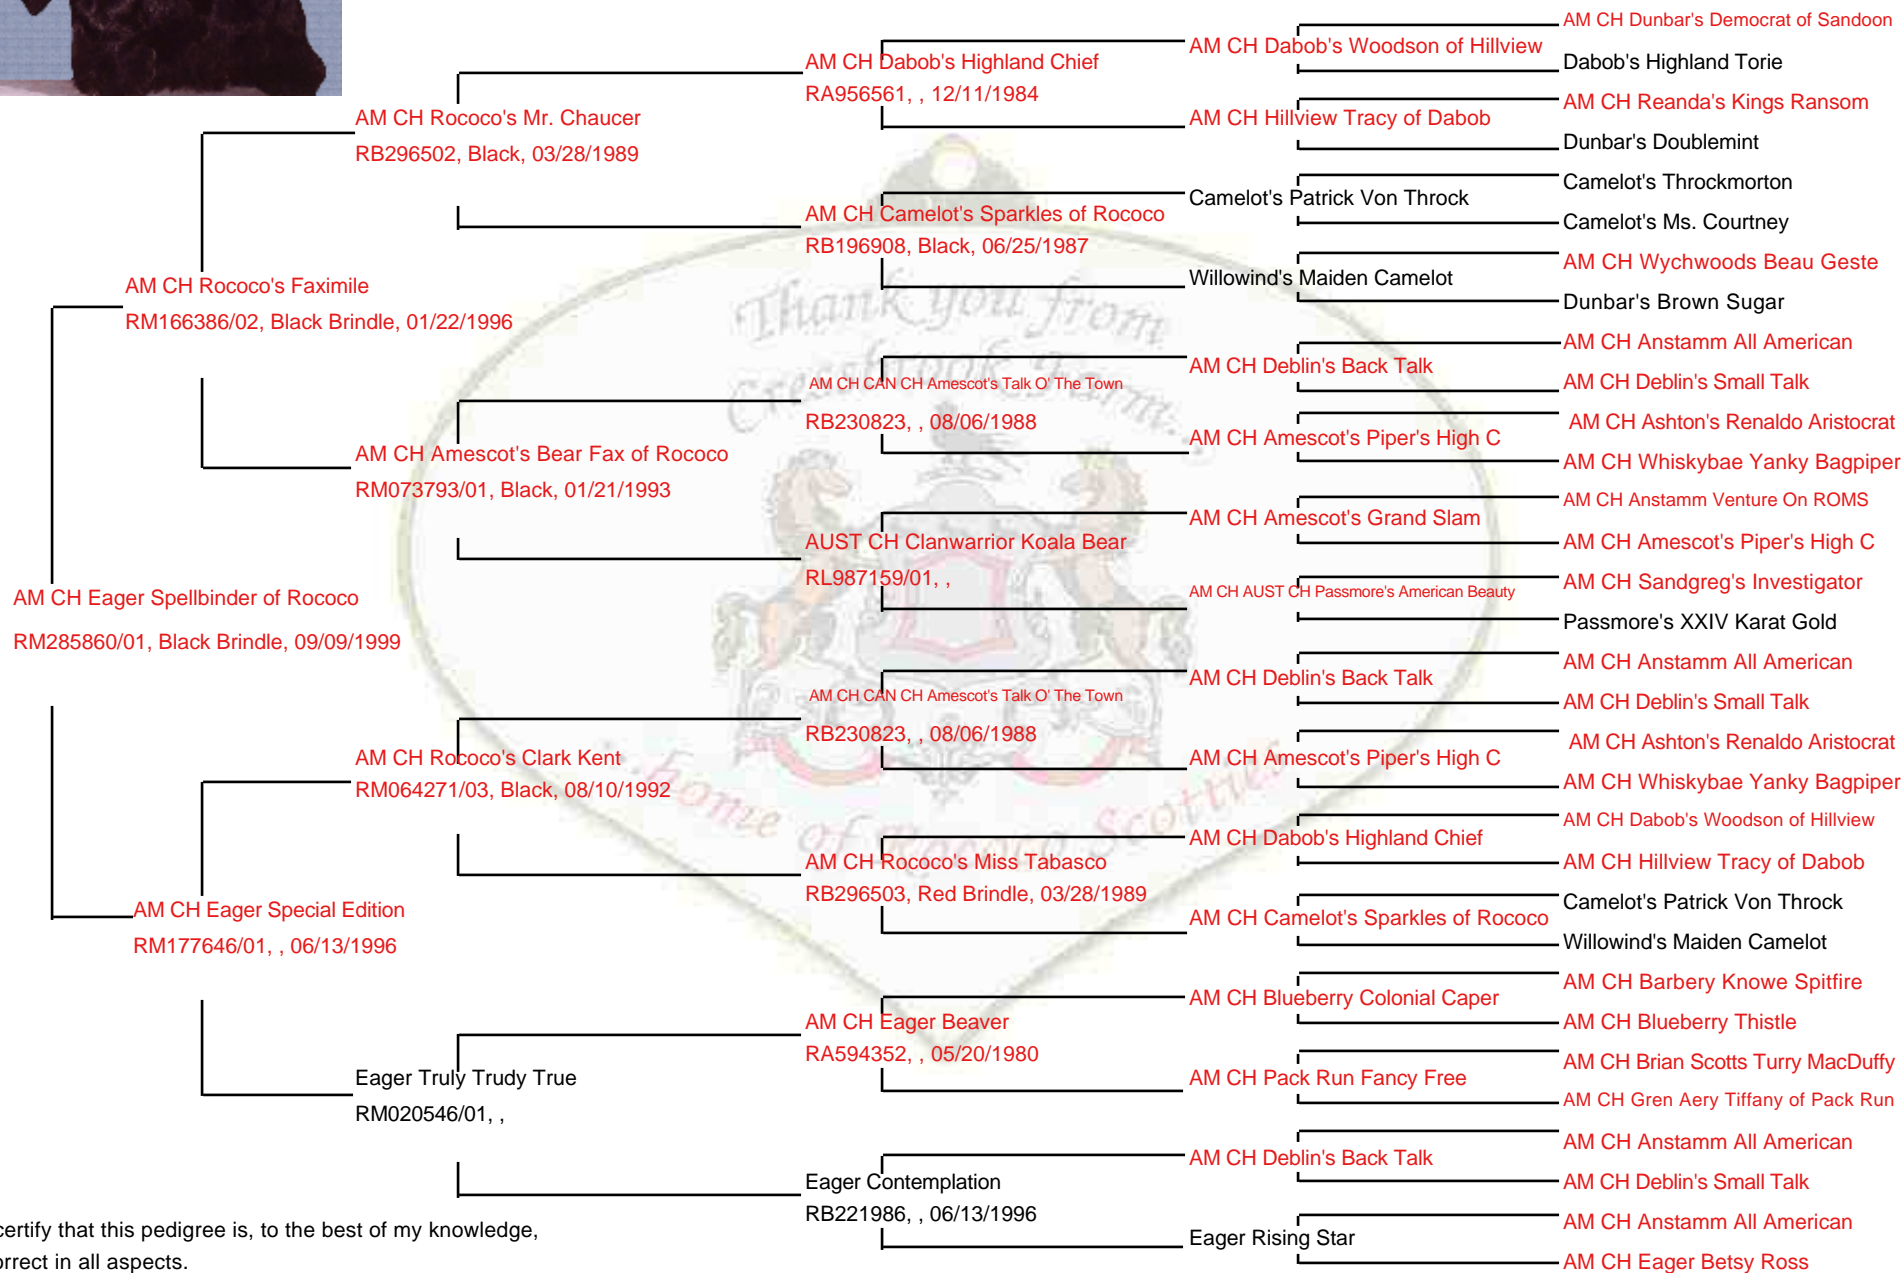 AM CH Eager Spellbinder of Rococo
RM285860/01, Black Brindle, 09/09/1999
AM CH Rococo's Faximile
RM166386/02, Black Brindle, 01/22/1996
AM CH Eager Special Edition
RM177646/01, , 06/13/1996
AM CH Rococo's Mr. Chaucer
RB296502, Black, 03/28/1989
AM CH Amescot's Bear Fax of Rococo
RM073793/01, Black, 01/21/1993
AM CH Rococo's Clark Kent
RM064271/03, Black, 08/10/1992
Eager Truly Trudy True
RM020546/01, ,
AM CH Dabob's Highland Chief
RA956561, , 12/11/1984
AM CH Camelot's Sparkles of Rococo
RB196908, Black, 06/25/1987
AM CH CAN CH Amescot's Talk O' The Town
RB230823, , 08/06/1988
AUST CH Clanwarrior Koala Bear
RL987159/01, ,
AM CH CAN CH Amescot's Talk O' The Town
RB230823, , 08/06/1988
AM CH Rococo's Miss Tabasco
RB296503, Red Brindle, 03/28/1989
AM CH Eager Beaver
RA594352, , 05/20/1980
Eager Contemplation
RB221986, , 06/13/1996
AM CH Dabob's Woodson of Hillview
AM CH Hillview Tracy of Dabob
Camelot's Patrick Von Throck
Willowind's Maiden Camelot
AM CH Deblin's Back Talk
AM CH Amescot's Piper's High C
AM CH Amescot's Grand Slam
AM CH AUST CH Passmore's American Beauty
AM CH Deblin's Back Talk
AM CH Amescot's Piper's High C
AM CH Dabob's Highland Chief
AM CH Camelot's Sparkles of Rococo
AM CH Blueberry Colonial Caper
AM CH Pack Run Fancy Free
AM CH Deblin's Back Talk
Eager Rising Star
AM CH Dunbar's Democrat of Sandoon
Dabob's Highland Torie
AM CH Reanda's Kings Ransom
Dunbar's Doublemint
Camelot's Throckmorton
Camelot's Ms. Courtney
AM CH Wychwoods Beau Geste
Dunbar's Brown Sugar
AM CH Anstamm All American
AM CH Deblin's Small Talk
AM CH Ashton's Renaldo Aristocrat
AM CH Whiskybae Yanky Bagpiper
AM CH Anstamm Venture On ROMS
AM CH Amescot's Piper's High C
AM CH Sandgreg's Investigator
Passmore's XXIV Karat Gold
AM CH Anstamm All American
AM CH Deblin's Small Talk
AM CH Ashton's Renaldo Aristocrat
AM CH Whiskybae Yanky Bagpiper
AM CH Dabob's Woodson of Hillview
AM CH Hillview Tracy of Dabob
Camelot's Patrick Von Throck
Willowind's Maiden Camelot
AM CH Barbery Knowe Spitfire
AM CH Blueberry Thistle
AM CH Brian Scotts Turry MacDuffy
AM CH Gren Aery Tiffany of Pack Run
AM CH Anstamm All American
AM CH Deblin's Small Talk
AM CH Anstamm All American
AM CH Eager Betsy Ross
Thank you from
Cressbrook Farm...
...home of Rococo Scotties
certify that this pedigree is, to the best of my knowledge,
orrect in all aspects.